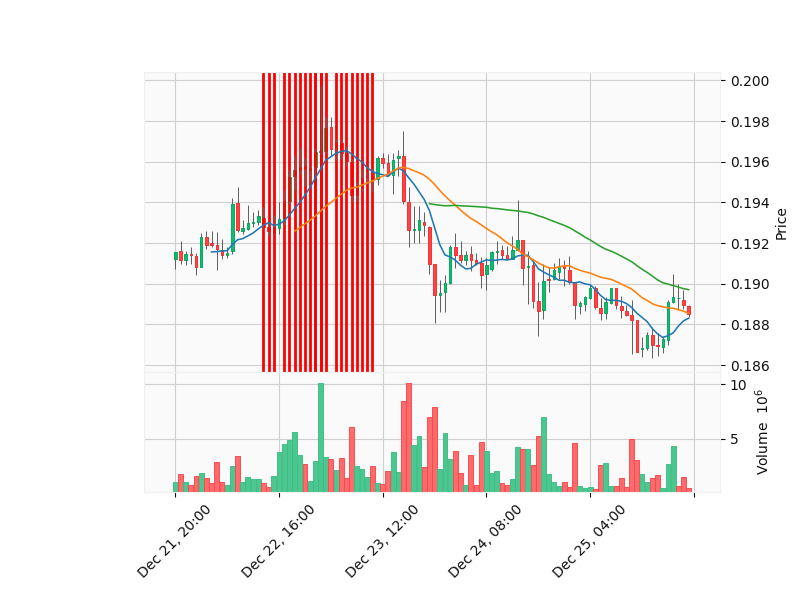 0.200
0.198
0.196
0.194
0.192
0.190
0.188
0.186
Price
10
5
Volume 10⁶
Dec 21, 20:00
Dec 22, 16:00
Dec 23, 12:00
Dec 24, 08:00
Dec 25, 04:00